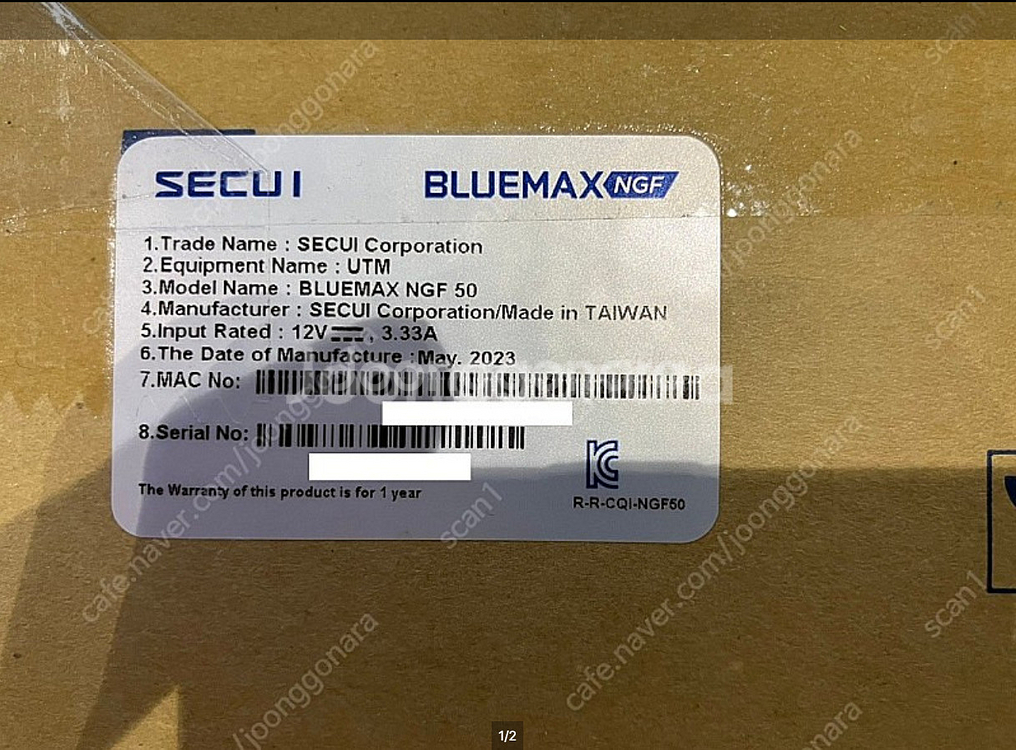 SECUI
BLUEMAX NGF
1.Trade Name : SECUI Corporation
2.Equipment Name : UTM
3.Model Name : BLUEMAX NGF 50
4.Manufacturer : SECUI Corporation/Made in TAIWAN
5.Input Rated : 12V⎓, 3.33A
6.The Date of Manufacture :May. 2023
7.MAC No:
8.Serial No:
The Warranty of this product is for 1 year
R-R-CQI-NGF50
cafe.naver.com/joonggonara
scan1
1/2